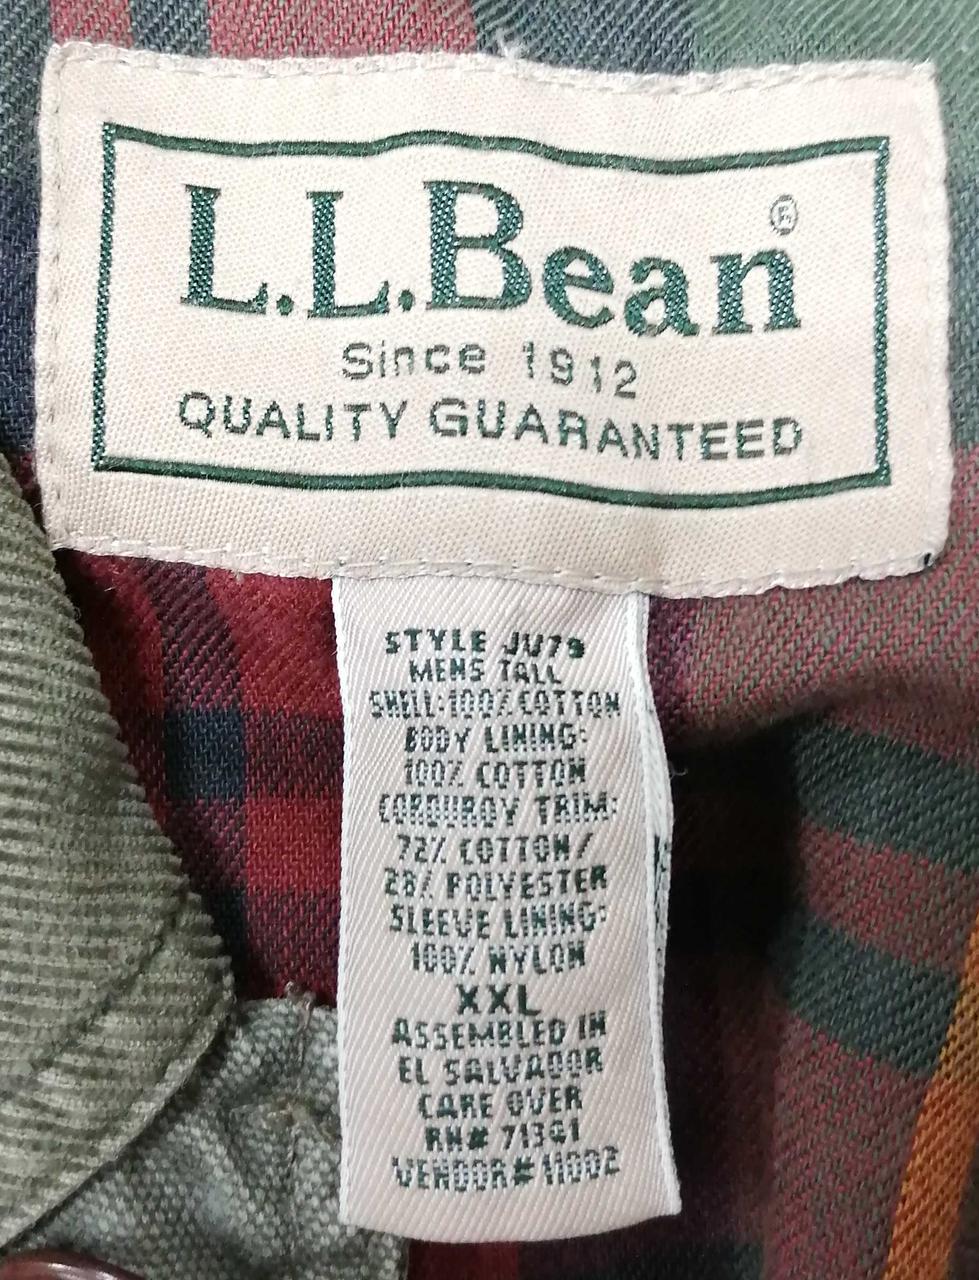 L.L.Bean®
Since 1912
QUALITY GUARANTEED
STYLE JU79
MENS TALL
SHELL:100% COTTON
BODY LINING:
100% COTTON
CORDUROY TRIM:
72% COTTON/
28% POLYESTER
SLEEVE LINING:
100% NYLON
XXL
ASSEMBLED IN
EL SALVADOR
CARE OVER
RN# 71341
VENDOR# 11002